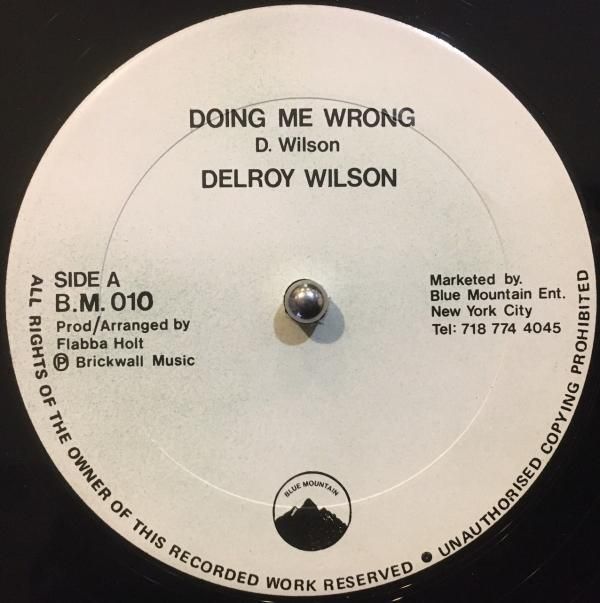 DOING ME WRONG
D. Wilson
DELROY WILSON
SIDE A
B.M. 010
Prod/Arranged by
Flabba Holt
℗ Brickwall Music
Marketed by.
Blue Mountain Ent.
New York City
Tel: 718 774 4045
BLUE MOUNTAIN
ALL RIGHTS OF THE OWNER OF THIS RECORDED WORK RESERVED ● UNAUTHORISED COPYING PROHIBITED